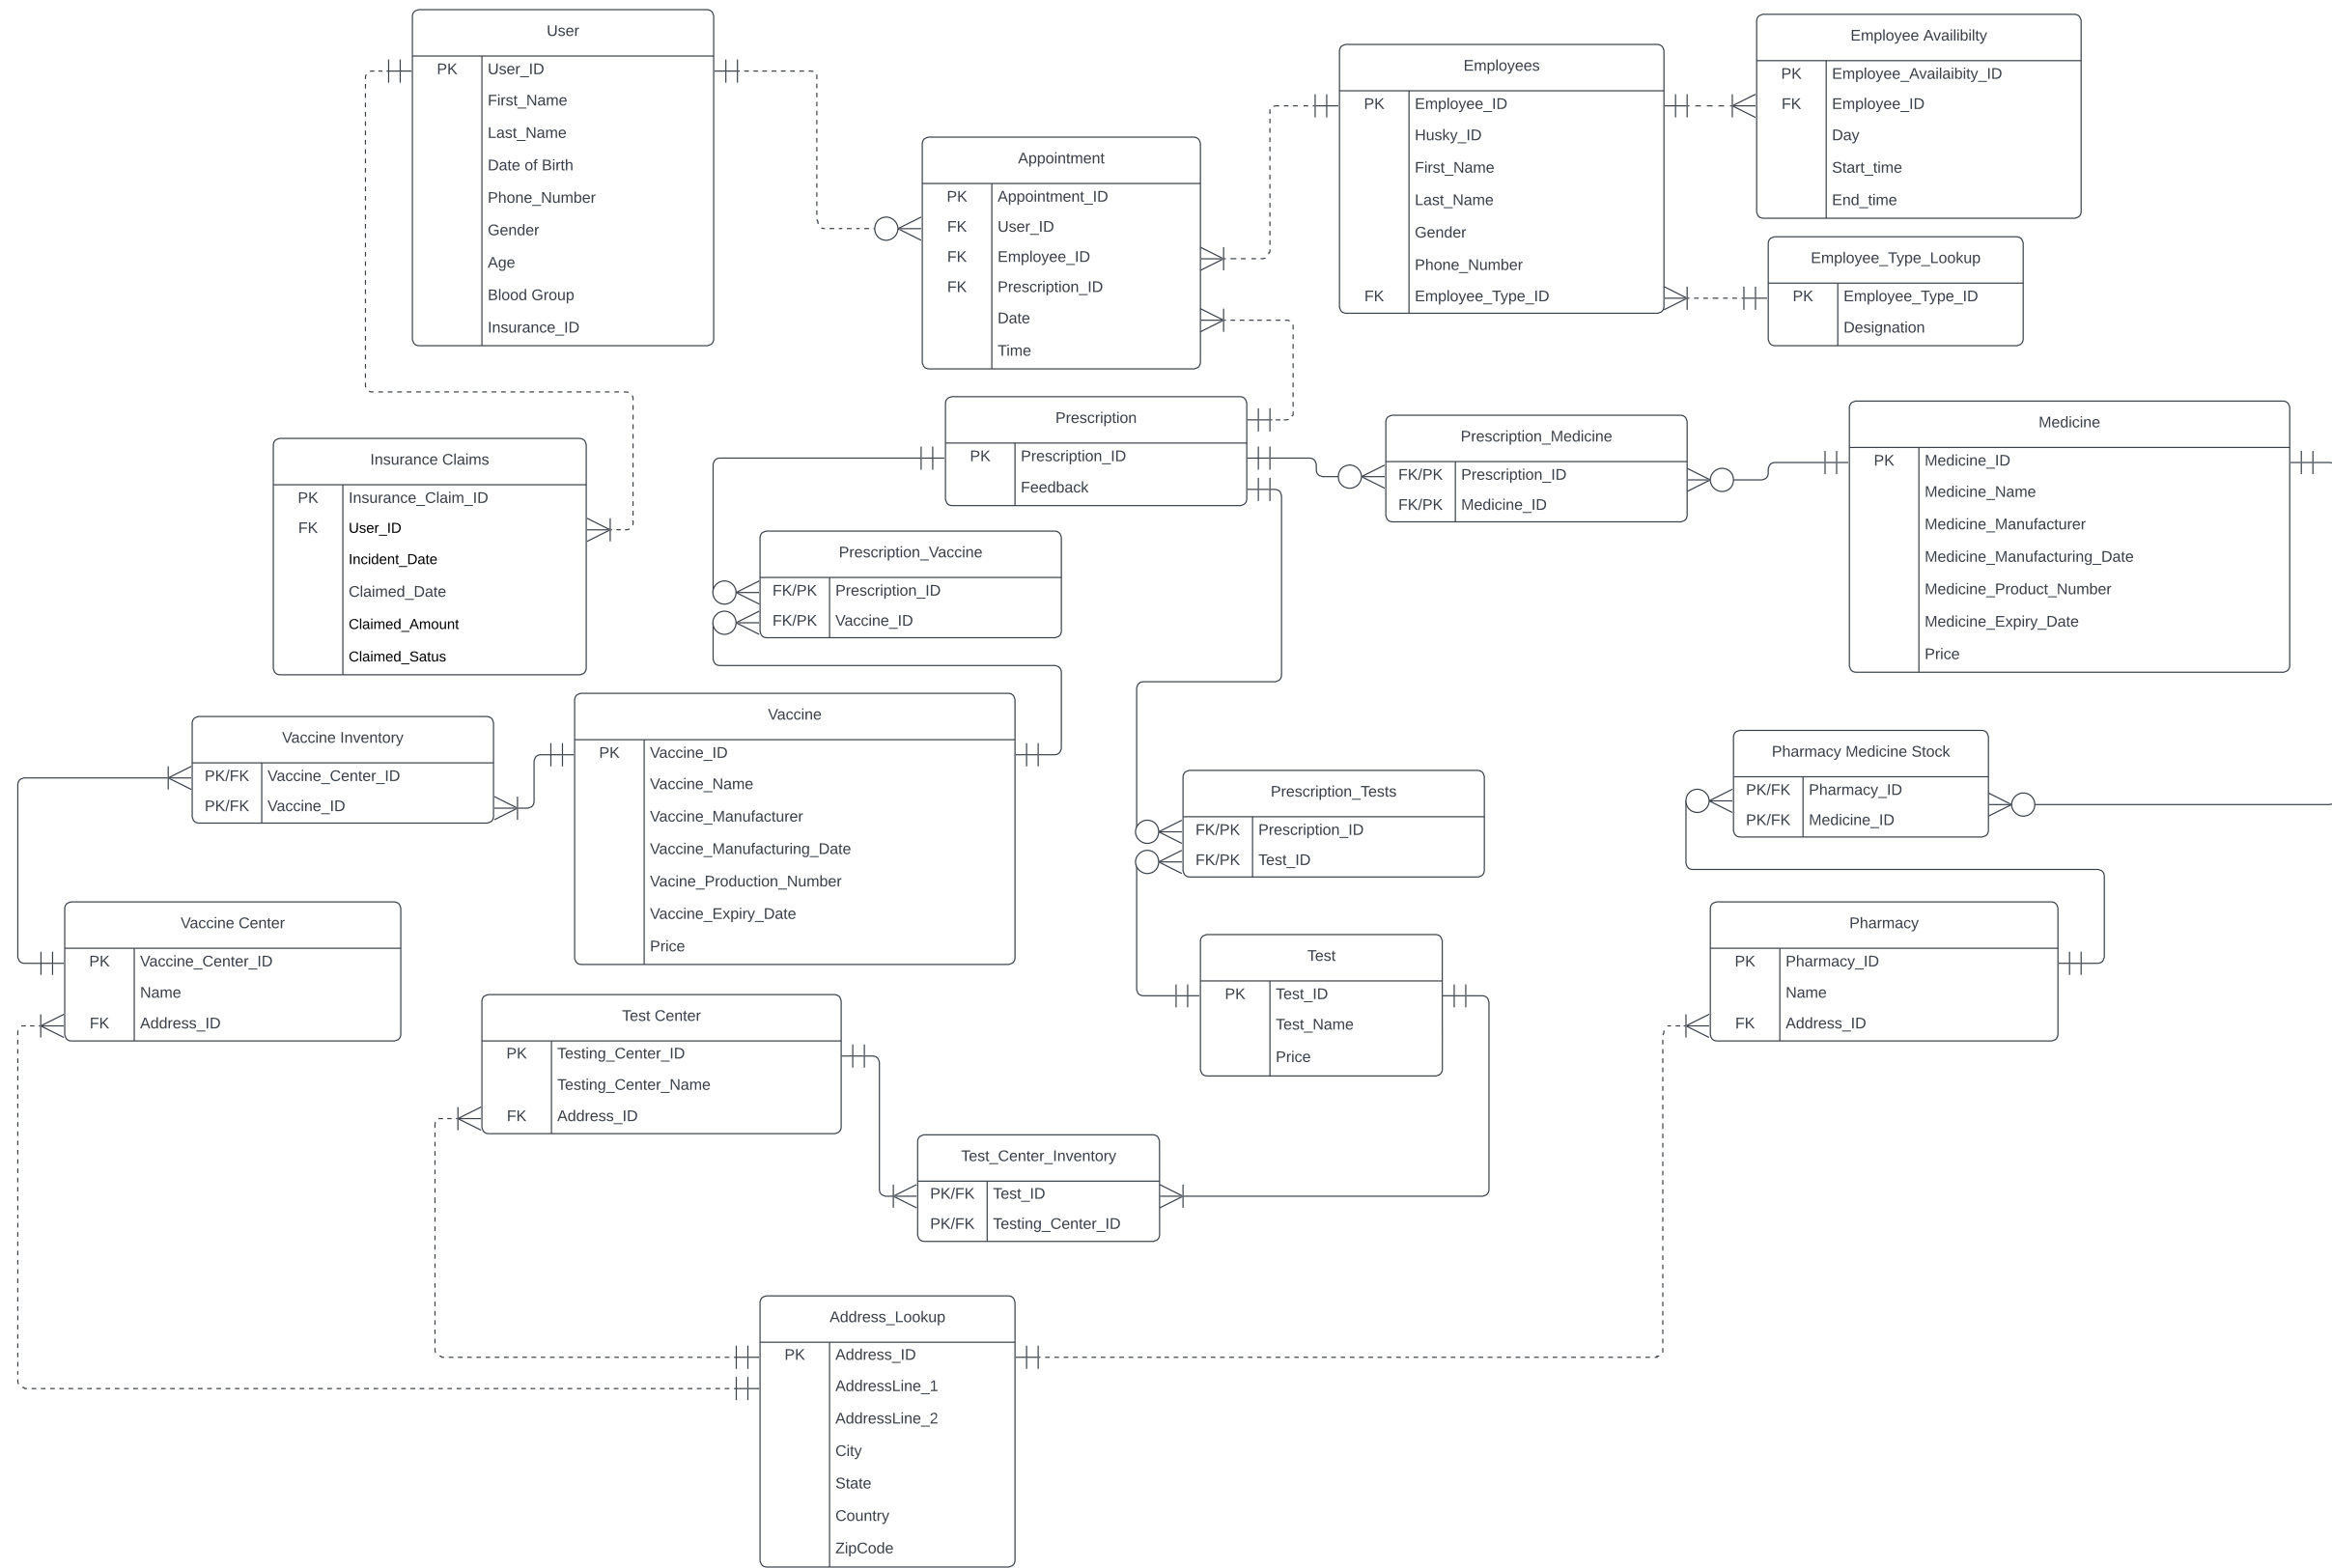 User
PK User_ID
First_Name
Last_Name
Date of Birth
Phone_Number
Gender
Age
Blood Group
Insurance_ID
Appointment
PK Appointment_ID
FK User_ID
FK Employee_ID
FK Prescription_ID
Date
Time
Employees
PK Employee_ID
Husky_ID
First_Name
Last_Name
Gender
Phone_Number
FK Employee_Type_ID
Employee Availibilty
PK Employee_Availaibity_ID
FK Employee_ID
Day
Start_time
End_time
Employee_Type_Lookup
PK Employee_Type_ID
Designation
Insurance Claims
PK Insurance_Claim_ID
FK User_ID
Incident_Date
Claimed_Date
Claimed_Amount
Claimed_Satus
Prescription
PK Prescription_ID
Feedback
Prescription_Medicine
FK/PK Prescription_ID
FK/PK Medicine_ID
Medicine
PK Medicine_ID
Medicine_Name
Medicine_Manufacturer
Medicine_Manufacturing_Date
Medicine_Product_Number
Medicine_Expiry_Date
Price
Prescription_Vaccine
FK/PK Prescription_ID
FK/PK Vaccine_ID
Vaccine Inventory
PK/FK Vaccine_Center_ID
PK/FK Vaccine_ID
Vaccine
PK Vaccine_ID
Vaccine_Name
Vaccine_Manufacturer
Vaccine_Manufacturing_Date
Vacine_Production_Number
Vaccine_Expiry_Date
Price
Prescription_Tests
FK/PK Prescription_ID
FK/PK Test_ID
Pharmacy Medicine Stock
PK/FK Pharmacy_ID
PK/FK Medicine_ID
Vaccine Center
PK Vaccine_Center_ID
Name
FK Address_ID
Test Center
PK Testing_Center_ID
Testing_Center_Name
FK Address_ID
Test
PK Test_ID
Test_Name
Price
Pharmacy
PK Pharmacy_ID
Name
FK Address_ID
Test_Center_Inventory
PK/FK Test_ID
PK/FK Testing_Center_ID
Address_Lookup
PK Address_ID
AddressLine_1
AddressLine_2
City
State
Country
ZipCode